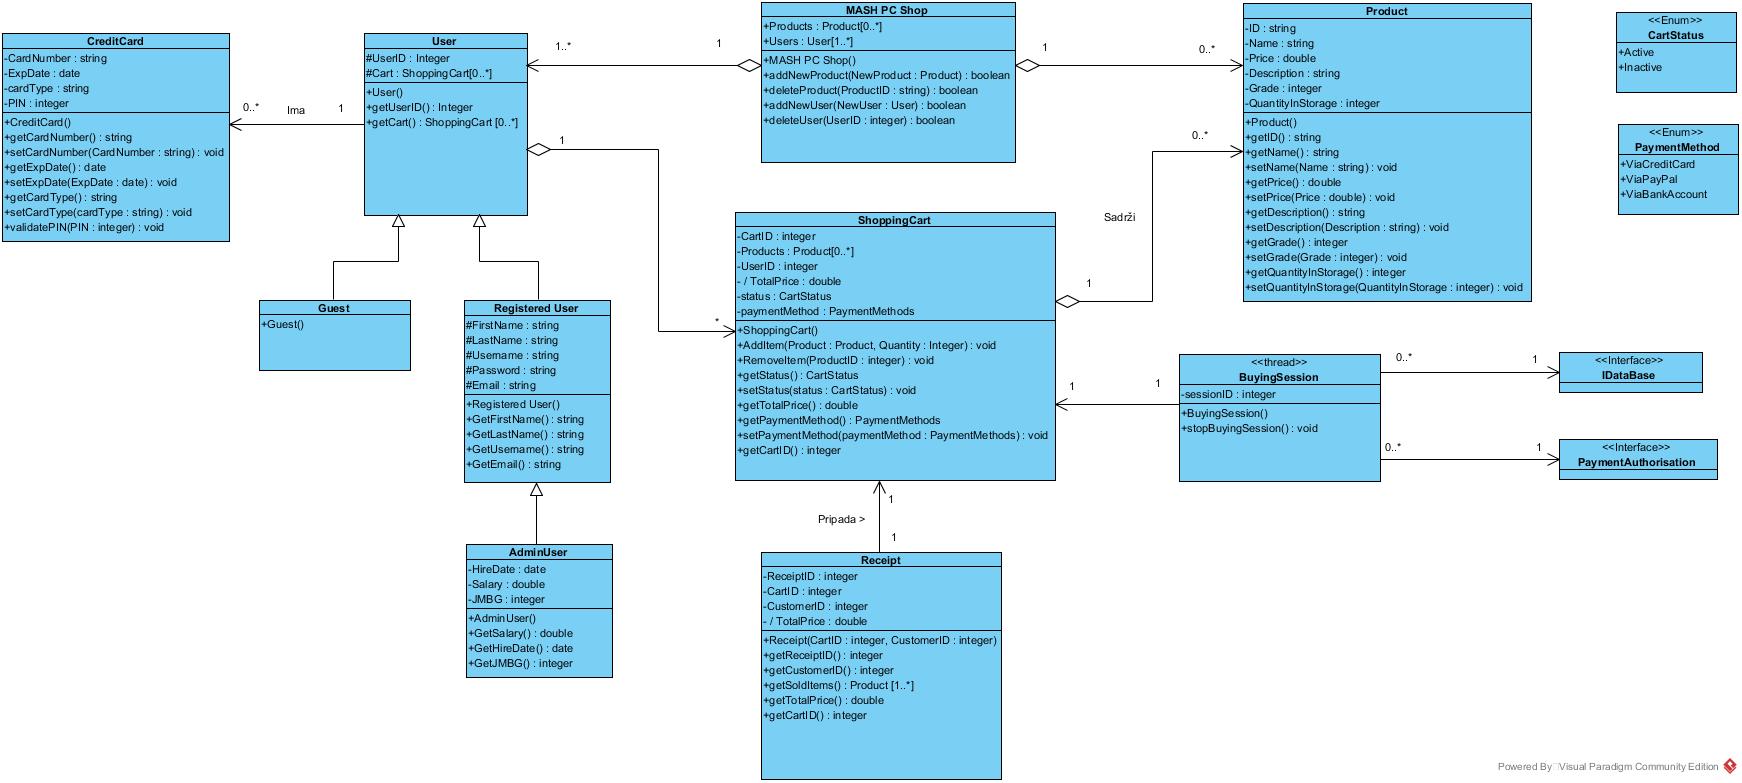 CreditCard
-CardNumber : string
-ExpDate : date
-cardType : string
-PIN : integer
+CreditCard()
+getCardNumber() : string
+setCardNumber(CardNumber : string) : void
+getExpDate() : date
+setExpDate(ExpDate : date) : void
+getCardType() : string
+setCardType(cardType : string) : void
+validatePIN(PIN : integer) : void
0..*
Ima
1
User
#UserID : Integer
#Cart : ShoppingCart[0..*]
+User()
+getUserID() : Integer
+getCart() : ShoppingCart [0..*]
1..*
1
MASH PC Shop
+Products : Product[0..*]
+Users : User[1..*]
+MASH PC Shop()
+addNewProduct(NewProduct : Product) : boolean
+deleteProduct(ProductID : string) : boolean
+addNewUser(NewUser : User) : boolean
+deleteUser(UserID : integer) : boolean
1
0..*
Product
-ID : string
-Name : string
-Price : double
-Description : string
-Grade : integer
-QuantityInStorage : integer
+Product()
+getID() : string
+getName() : string
+setName(Name : string) : void
+getPrice() : double
+setPrice(Price : double) : void
+getDescription() : string
+setDescription(Description : string) : void
+getGrade() : integer
+setGrade(Grade : integer) : void
+getQuantityInStorage() : integer
+setQuantityInStorage(QuantityInStorage : integer) : void
<<Enum>>
CartStatus
+Active
+Inactive
<<Enum>>
PaymentMethod
+ViaCreditCard
+ViaPayPal
+ViaBankAccount
1
*
0..*
Sadrži
1
Guest
+Guest()
Registered User
#FirstName : string
#LastName : string
#Username : string
#Password : string
#Email : string
+Registered User()
+GetFirstName() : string
+GetLastName() : string
+GetUsername() : string
+GetEmail() : string
ShoppingCart
-CartID : integer
-Products : Product[0..*]
-UserID : integer
- / TotalPrice : double
-status : CartStatus
-paymentMethod : PaymentMethods
+ShoppingCart()
+AddItem(Product : Product, Quantity : Integer) : void
+RemoveItem(ProductID : integer) : void
+getStatus() : CartStatus
+setStatus(status : CartStatus) : void
+getTotalPrice() : double
+getPaymentMethod() : PaymentMethods
+setPaymentMethod(paymentMethod : PaymentMethods) : void
+getCartID() : integer
1
1
<<thread>>
BuyingSession
-sessionID : integer
+BuyingSession()
+stopBuyingSession() : void
0..*
1
<<Interface>>
IDataBase
0..*
1
<<Interface>>
PaymentAuthorisation
1
Pripada >
1
AdminUser
-HireDate : date
-Salary : double
-JMBG : integer
+AdminUser()
+GetSalary() : double
+GetHireDate() : date
+GetJMBG() : integer
Receipt
-ReceiptID : integer
-CartID : integer
-CustomerID : integer
- / TotalPrice : double
+Receipt(CartID : integer, CustomerID : integer)
+getReceiptID() : integer
+getCustomerID() : integer
+getSoldItems() : Product [1..*]
+getTotalPrice() : double
+getCartID() : integer
Powered By Visual Paradigm Community Edition